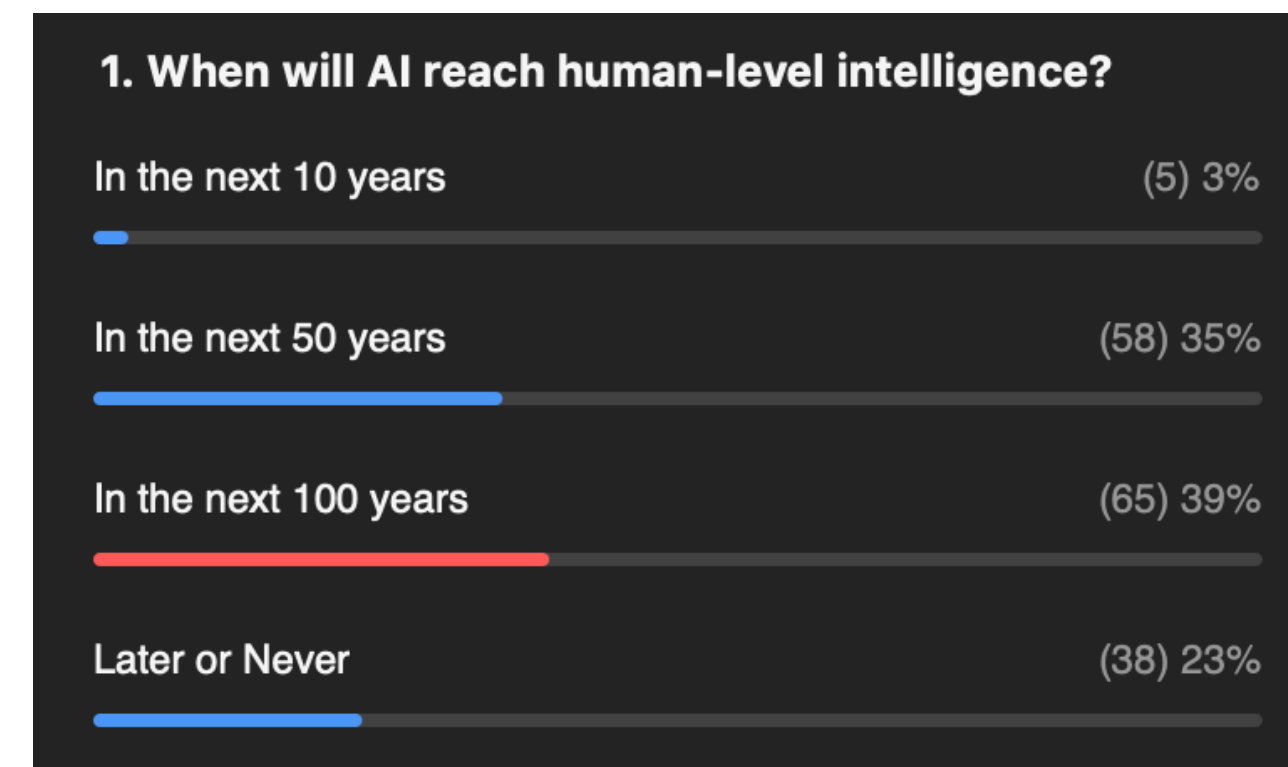 1. When will AI reach human-level intelligence?
In the next 10 years (5) 3%
In the next 50 years (58) 35%
In the next 100 years (65) 39%
Later or Never (38) 23%